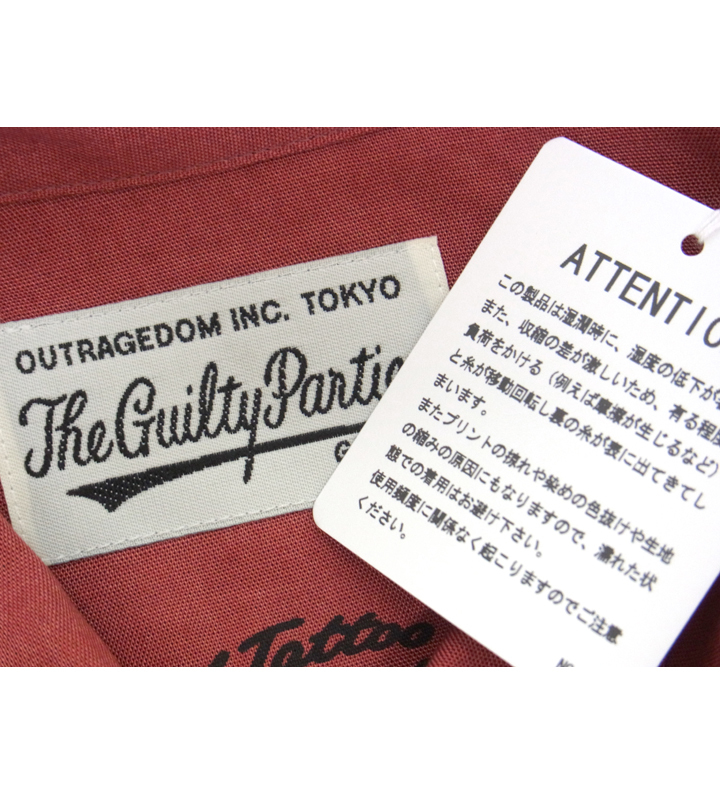 OUTRAGEDOM INC. TOKYO
The Guilty Partie
G
Tattoo
ATTENTIO
この製品は湿潤時に、湿度の低下が
また、収縮の差が激しいため、有る程
負荷をかける（例えば摩擦が生じるなど）
と糸が移動回転し裏の糸が表に出てきてし
まいます。
またプリントの壊れや染めの色抜けや生地
の縮みの原因にもなりますので、濡れた状
態での着用はお避け下さい。
使用頻度に関係なく起こりますのでご注意
ください。